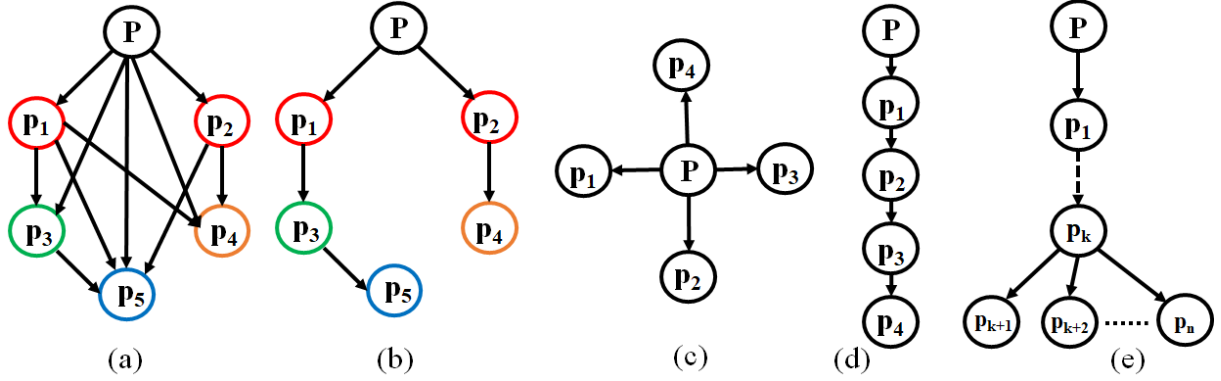 P
p₁
p₂
p₃
p₄
p₅
(a)
P
p₁
p₂
p₃
p₄
p₅
(b)
p₄
p₁
P
p₃
p₂
(c)
P
p₁
p₂
p₃
p₄
(d)
P
p₁
pₖ
pₖ₊₁
pₖ₊₂
pₙ
(e)